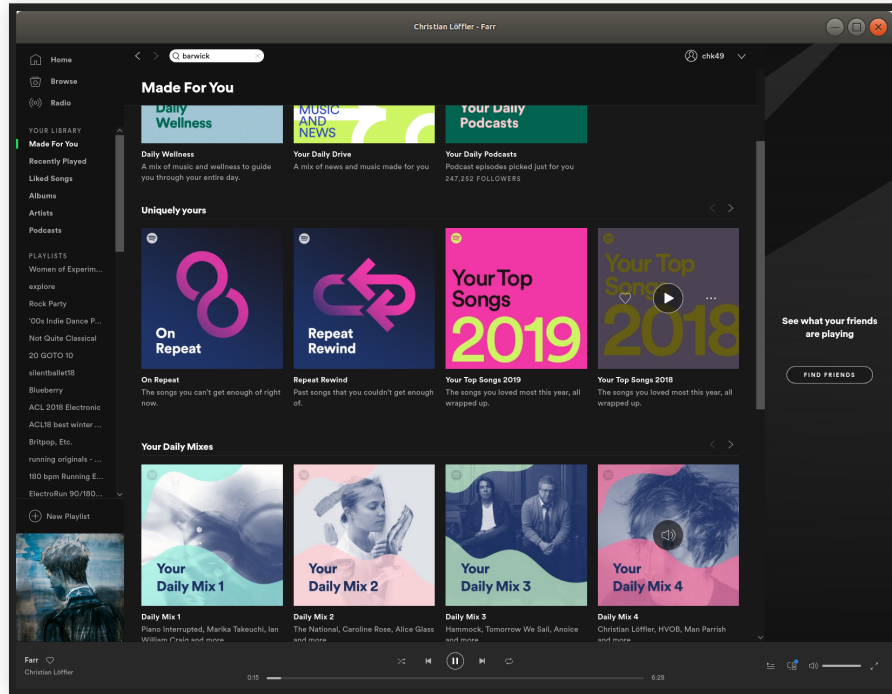 Christian Löffler - Farr
Home
Browse
Radio
YOUR LIBRARY
Made For You
Recently Played
Liked Songs
Albums
Artists
Podcasts
PLAYLISTS
Women of Experim...
explore
Rock Party
'00s Indie Dance P...
Not Quite Classical
20 GOTO 10
silentballet18
Blueberry
ACL 2018 Electronic
ACL18 best winter ...
Britpop, Etc.
running originals - ...
180 bpm Running E...
ElectroRun 90/180...
New Playlist
barwick
chk49
Made For You
Daily
Wellness
MUSIC
AND
NEWS
Your Daily
Podcasts
Daily Wellness
A mix of music and wellness to guide
you through your entire day.
Your Daily Drive
A mix of news and music made for you
Your Daily Podcasts
Podcast episodes picked just for you
247,252 FOLLOWERS
Uniquely yours
On
Repeat
Repeat
Rewind
Your Top
Songs
2019
Your Top
Songs
2018
On Repeat
The songs you can't get enough of right
now.
Repeat Rewind
Past songs that you couldn't get enough
of.
Your Top Songs 2019
The songs you loved most this year, all
wrapped up.
Your Top Songs 2018
The songs you loved most this year, all
wrapped up.
Your Daily Mixes
Your
Daily Mix 1
Your
Daily Mix 2
Your
Daily Mix 3
Your
Daily Mix 4
Daily Mix 1
Piano Interrupted, Marika Takeuchi, Ian
William Craig and more
Daily Mix 2
The National, Caroline Rose, Alice Glass
and more
Daily Mix 3
Hammock, Tomorrow We Sail, Anoice
and more
Daily Mix 4
Christian Löffler, HVOB, Man Parrish
and more
See what your friends
are playing
FIND FRIENDS
Farr
Christian Löffler
0:15
6:28